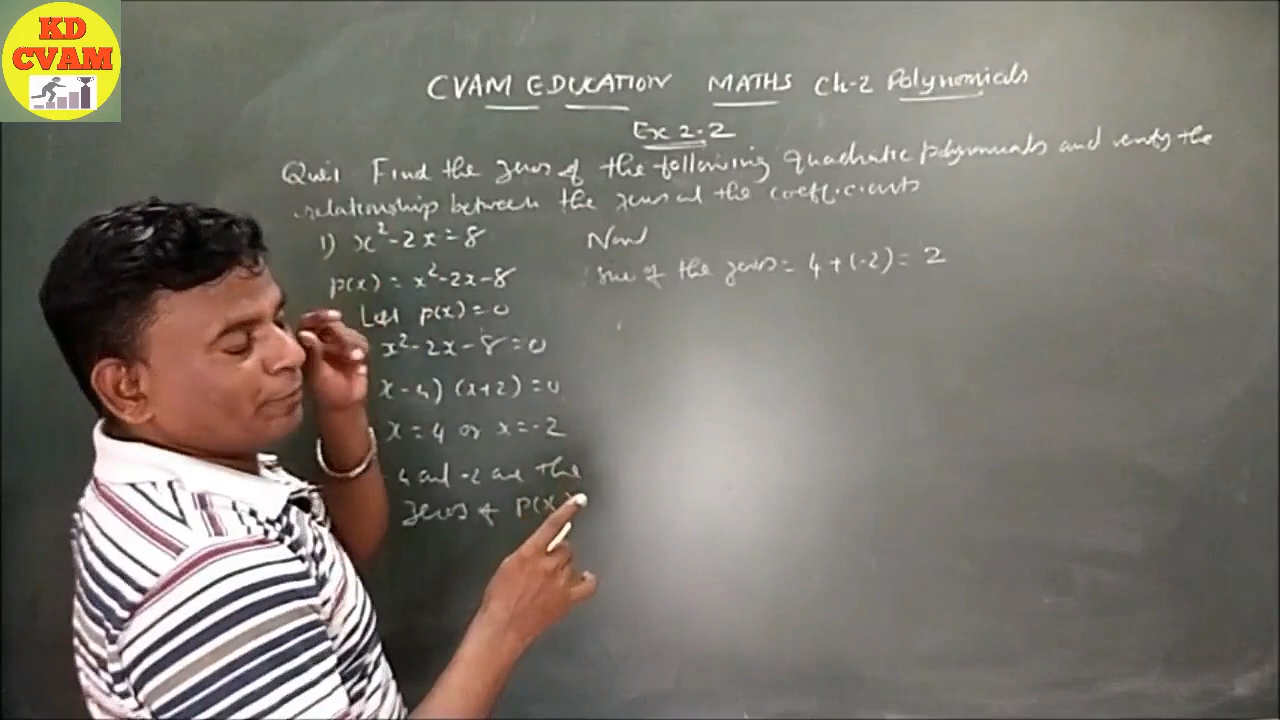 KD
CVAM
CVAM EDUCATION MATHS Ch-2 Polynomials
Ex 2.2
Que:1 Find the zeros of the following quadratic polynomials and verify the
relationship between the zeros and the coefficients
1) x²-2x=8
p(x) = x²-2x-8
Let p(x)=0
x²-2x-8=0
x-4) (x+2) =0
x=4 or x=-2
4 and -2 are the
zeros of P(x)
Now
sum of the zeros = 4+(-2) = 2